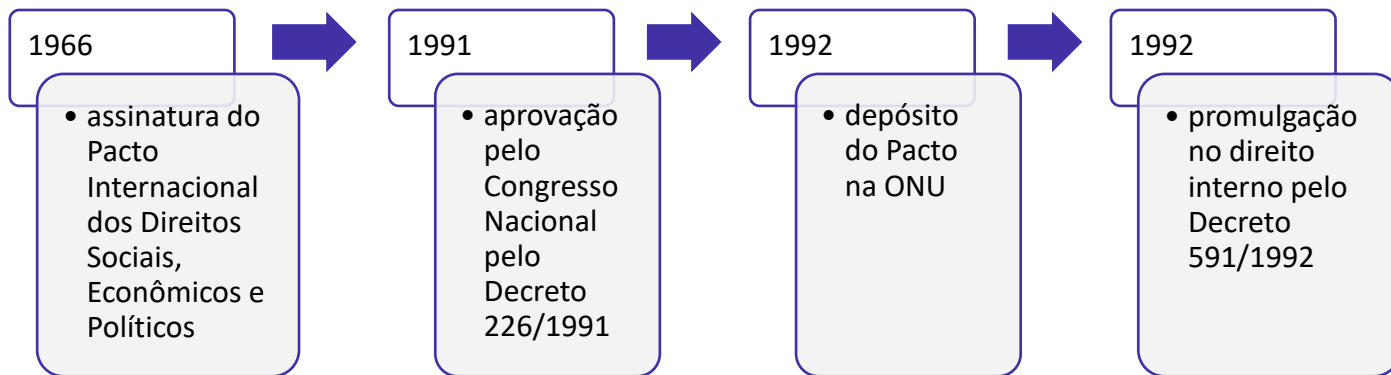 1966
• assinatura do
Pacto
Internacional
dos Direitos
Sociais,
Econômicos e
Políticos
1991
• aprovação
pelo
Congresso
Nacional
pelo
Decreto
226/1991
1992
• depósito
do Pacto
na ONU
1992
• promulgação
no direito
interno pelo
Decreto
591/1992